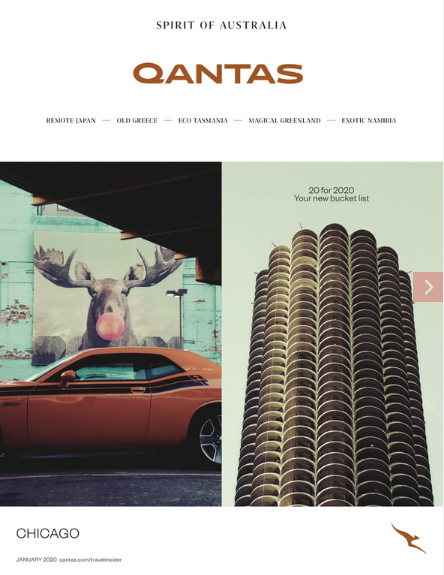 SPIRIT OF AUSTRALIA
QANTAS
REMOTE JAPAN — OLD GREECE — ECO TASMANIA — MAGICAL GREENLAND — EXOTIC NAMIBIA
20 for 2020
Your new bucket list
CHICAGO
JANUARY 2020 qantas.com/travelinsider